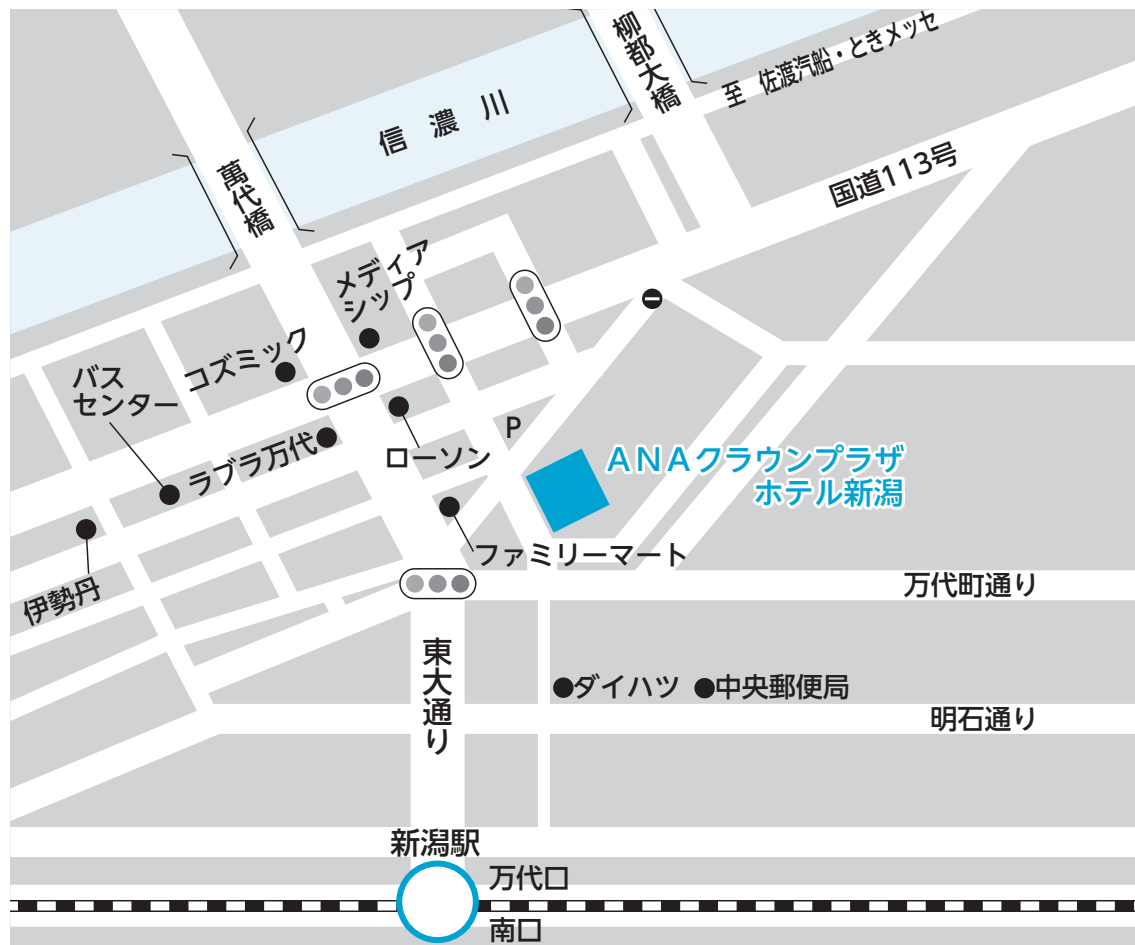 柳都大橋
至 佐渡汽船・ときメッセ
信濃川
萬代橋
国道113号
メディア
シップ
コズミック
バス
センター
ラブラ万代
ローソン
P
ANAクラウンプラザ
ホテル新潟
ファミリーマート
伊勢丹
万代町通り
東大通り
ダイハツ
中央郵便局
明石通り
新潟駅
万代口
南口